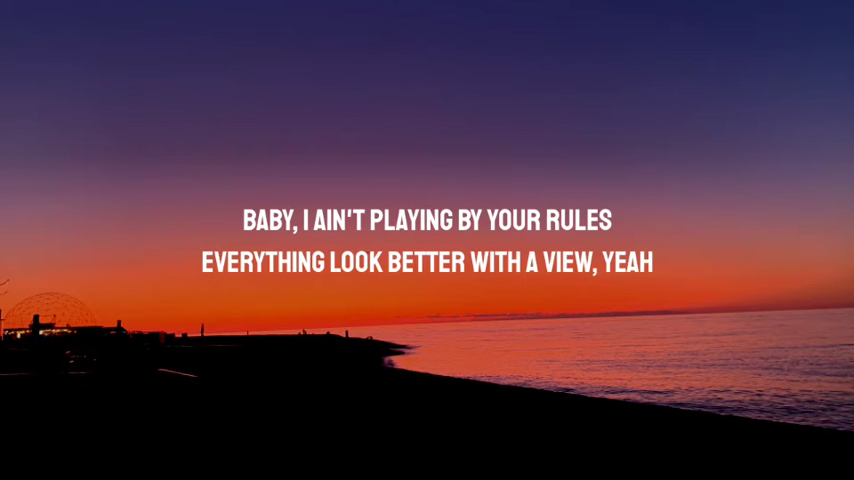 BABY, I AIN'T PLAYING BY YOUR RULES
EVERYTHING LOOK BETTER WITH A VIEW, YEAH